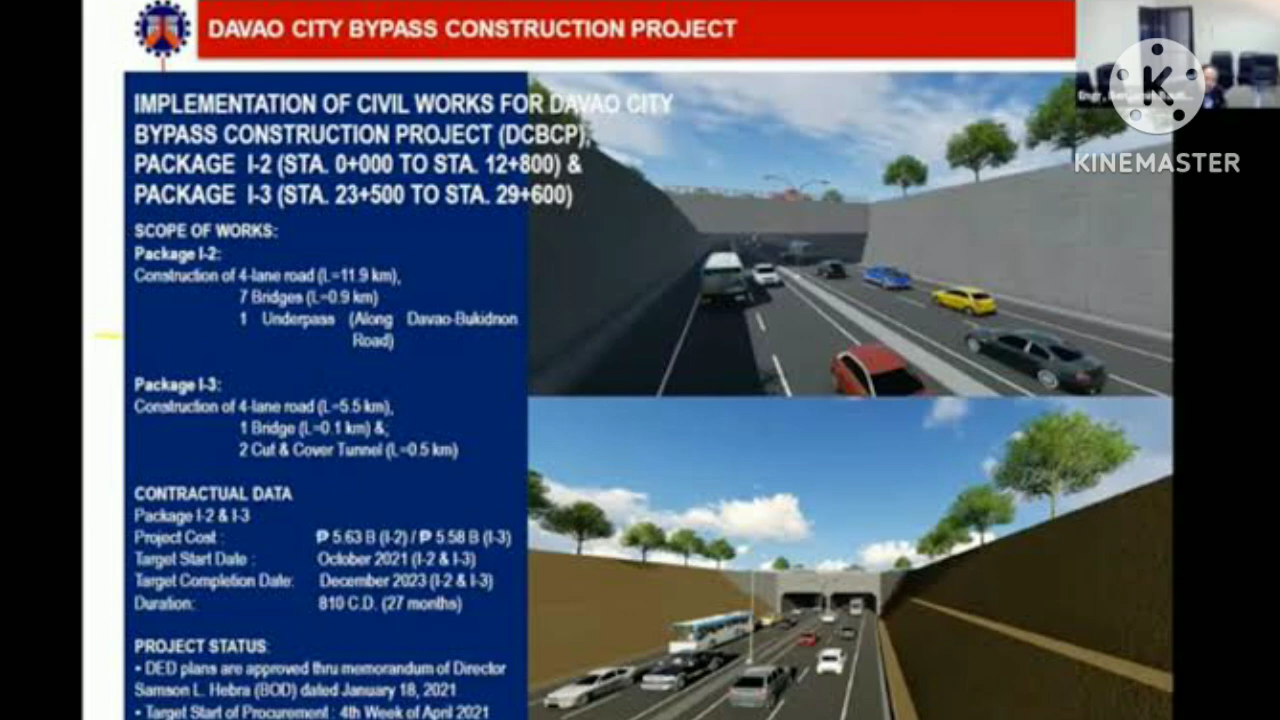 DAVAO CITY BYPASS CONSTRUCTION PROJECT
IMPLEMENTATION OF CIVIL WORKS FOR DAVAO CITY
BYPASS CONSTRUCTION PROJECT (DCBCP),
PACKAGE I-2 (STA. 0+000 TO STA. 12+800) &
PACKAGE I-3 (STA. 23+500 TO STA. 29+600)
SCOPE OF WORKS:
Package I-2:
Construction of 4-lane road (L=11.9 km),
7 Bridges (L=0.9 km)
1 Underpass (Along Davao-Bukidnon
Road)
Package I-3:
Construction of 4-lane road (L=5.5 km),
1 Bridge (L=0.1 km) &;
2 Cut & Cover Tunnel (L=0.5 km)
CONTRACTUAL DATA
Package I-2 & I-3
Project Cost : ₱ 5.63 B (I-2) / ₱ 5.58 B (I-3)
Target Start Date : October 2021 (I-2 & I-3)
Target Completion Date: December 2023 (I-2 & I-3)
Duration: 810 C.D. (27 months)
PROJECT STATUS:
• DED plans are approved thru memorandum of Director
Samson L. Hebra (BOD) dated January 18, 2021
• Target Start of Procurement : 4th Week of April 2021
Engr.
K
KINEMASTER